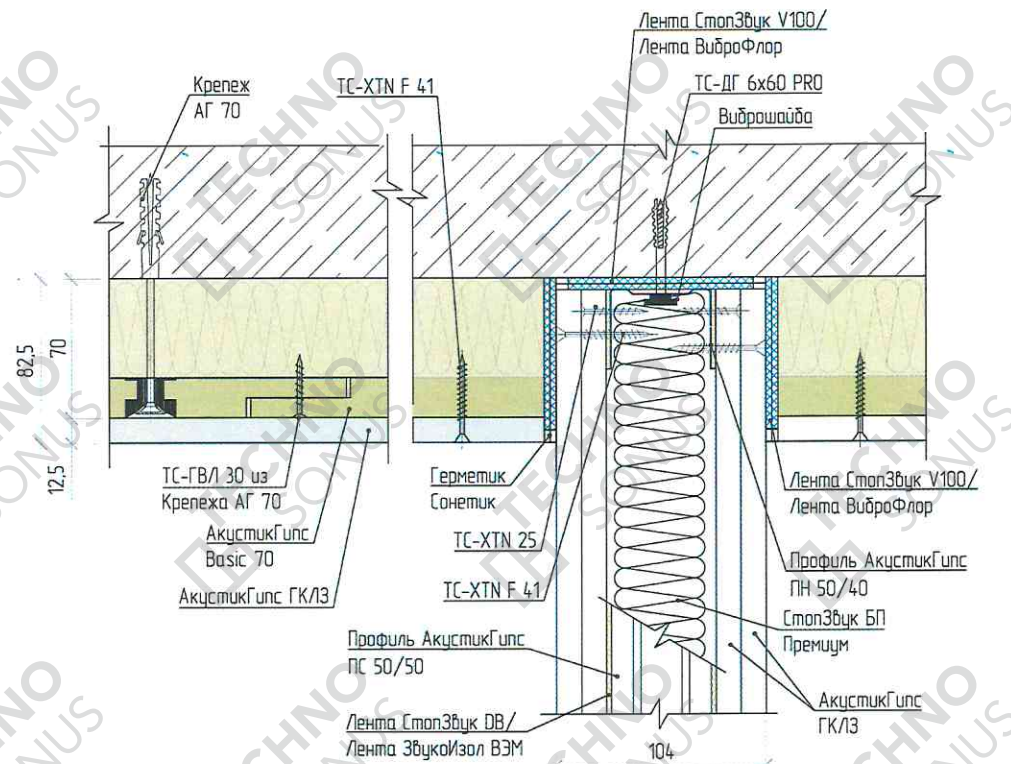 Лента СтопЗвук V100/
Лента ВиброФлор
Крепеж
АГ 70
ТС-XTN F 41
ТС-ДГ 6х60 PRO
Виброшайба
82,5
70
12,5
ТС-ГВЛ 30 из
Крепежа АГ 70
АкустикГипс
Basic 70
АкустикГипс ГКЛЗ
Герметик
Сонетик
ТС-XTN 25
ТС-XTN F 41
Лента СтопЗвук V100/
Лента ВиброФлор
Профиль АкустикГипс
ПН 50/40
СтопЗвук БП
Премиум
Профиль АкустикГипс
ПС 50/50
АкустикГипс
ГКЛЗ
Лента СтопЗвук DB/
Лента ЗвукоИзол ВЭМ
104
TECHNO
SONUS